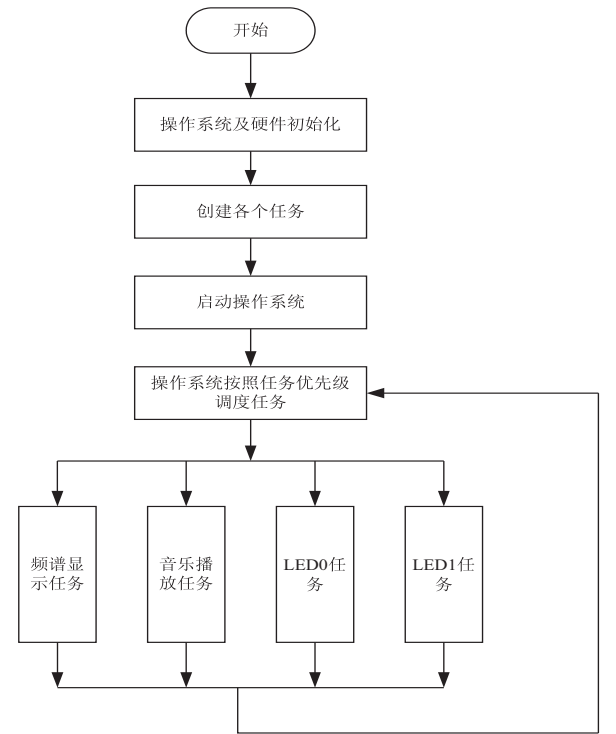 开始
操作系统及硬件初始化
创建各个任务
启动操作系统
操作系统按照任务优先级
调度任务
频谱显
示任务
音乐播
放任务
LED0任
务
LED1任
务